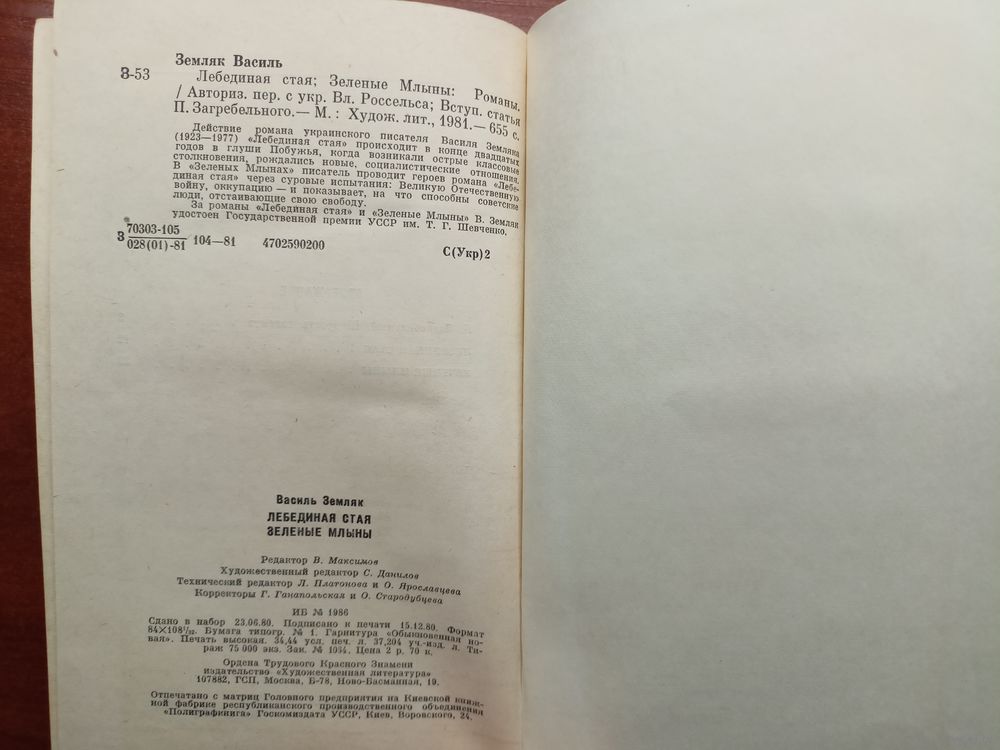 Земляк Василь
З-53 Лебединая стая; Зеленые Млыны: Романы.
/ Авториз. пер. с укр. Вл. Россельса; Вступ. статья
П. Загребельного.— М.: Худож. лит., 1981.— 655 с.
Действие романа украинского писателя Василя Земляка
(1923—1977) «Лебединая стая» происходит в конце двадцатых
годов в глуши Побужья, когда возникали острые классовые
столкновения, рождались новые, социалистические отношения.
В «Зеленых Млынах» писатель проводит героев романа «Лебе-
диная стая» через суровые испытания: Великую Отечественную
войну, оккупацию — и показывает, на что способны советские
люди, отстаивающие свою свободу.
За романы «Лебединая стая» и «Зеленые Млыны» В. Земляк
удостоен Государственной премии УССР им. Т. Г. Шевченко.
70303-105
З 028(01)-81 104—81 4702590200
С(Укр)2
Василь Земляк
ЛЕБЕДИНАЯ СТАЯ
ЗЕЛЕНЫЕ МЛЫНЫ
Редактор В. Максимов
Художественный редактор С. Данилов
Технический редактор Л. Платонова и О. Ярославцева
Корректоры Г. Ганапольская и О. Стародубцева
ИБ № 1986
Сдано в набор 23.06.80. Подписано к печати 15.12.80. Формат
84×108¹/₃₂. Бумага типогр. № 1. Гарнитура «Обыкновенная но-
вая». Печать высокая. 34,44 усл. печ. л. 37,204 уч.-изд. л. Ти-
раж 75 000 экз. Зак. № 1054. Цена 2 р. 70 к.
Ордена Трудового Красного Знамени
издательство «Художественная литература»
107882, ГСП, Москва, Б-78, Ново-Басманная, 19.
Отпечатано с матриц Головного предприятия на Киевской книж-
ной фабрике республиканского производственного объединения
«Полиграфкнига» Госкомиздата УССР, Киев, Воровского, 24.